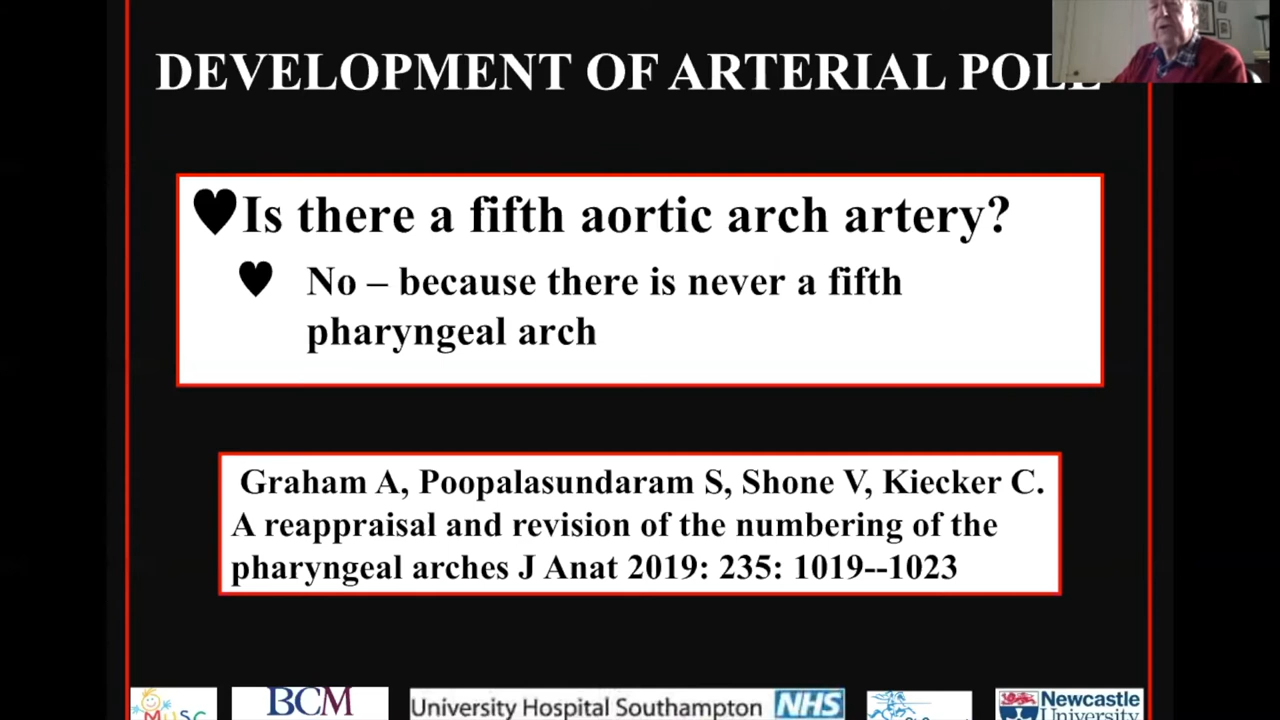 DEVELOPMENT OF ARTERIAL POLE
♥Is there a fifth aortic arch artery?
♥ No – because there is never a fifth
pharyngeal arch
Graham A, Poopalasundaram S, Shone V, Kiecker C.
A reappraisal and revision of the numbering of the
pharyngeal arches J Anat 2019: 235: 1019--1023
MUSC
BCM
University Hospital Southampton NHS
Newcastle
University